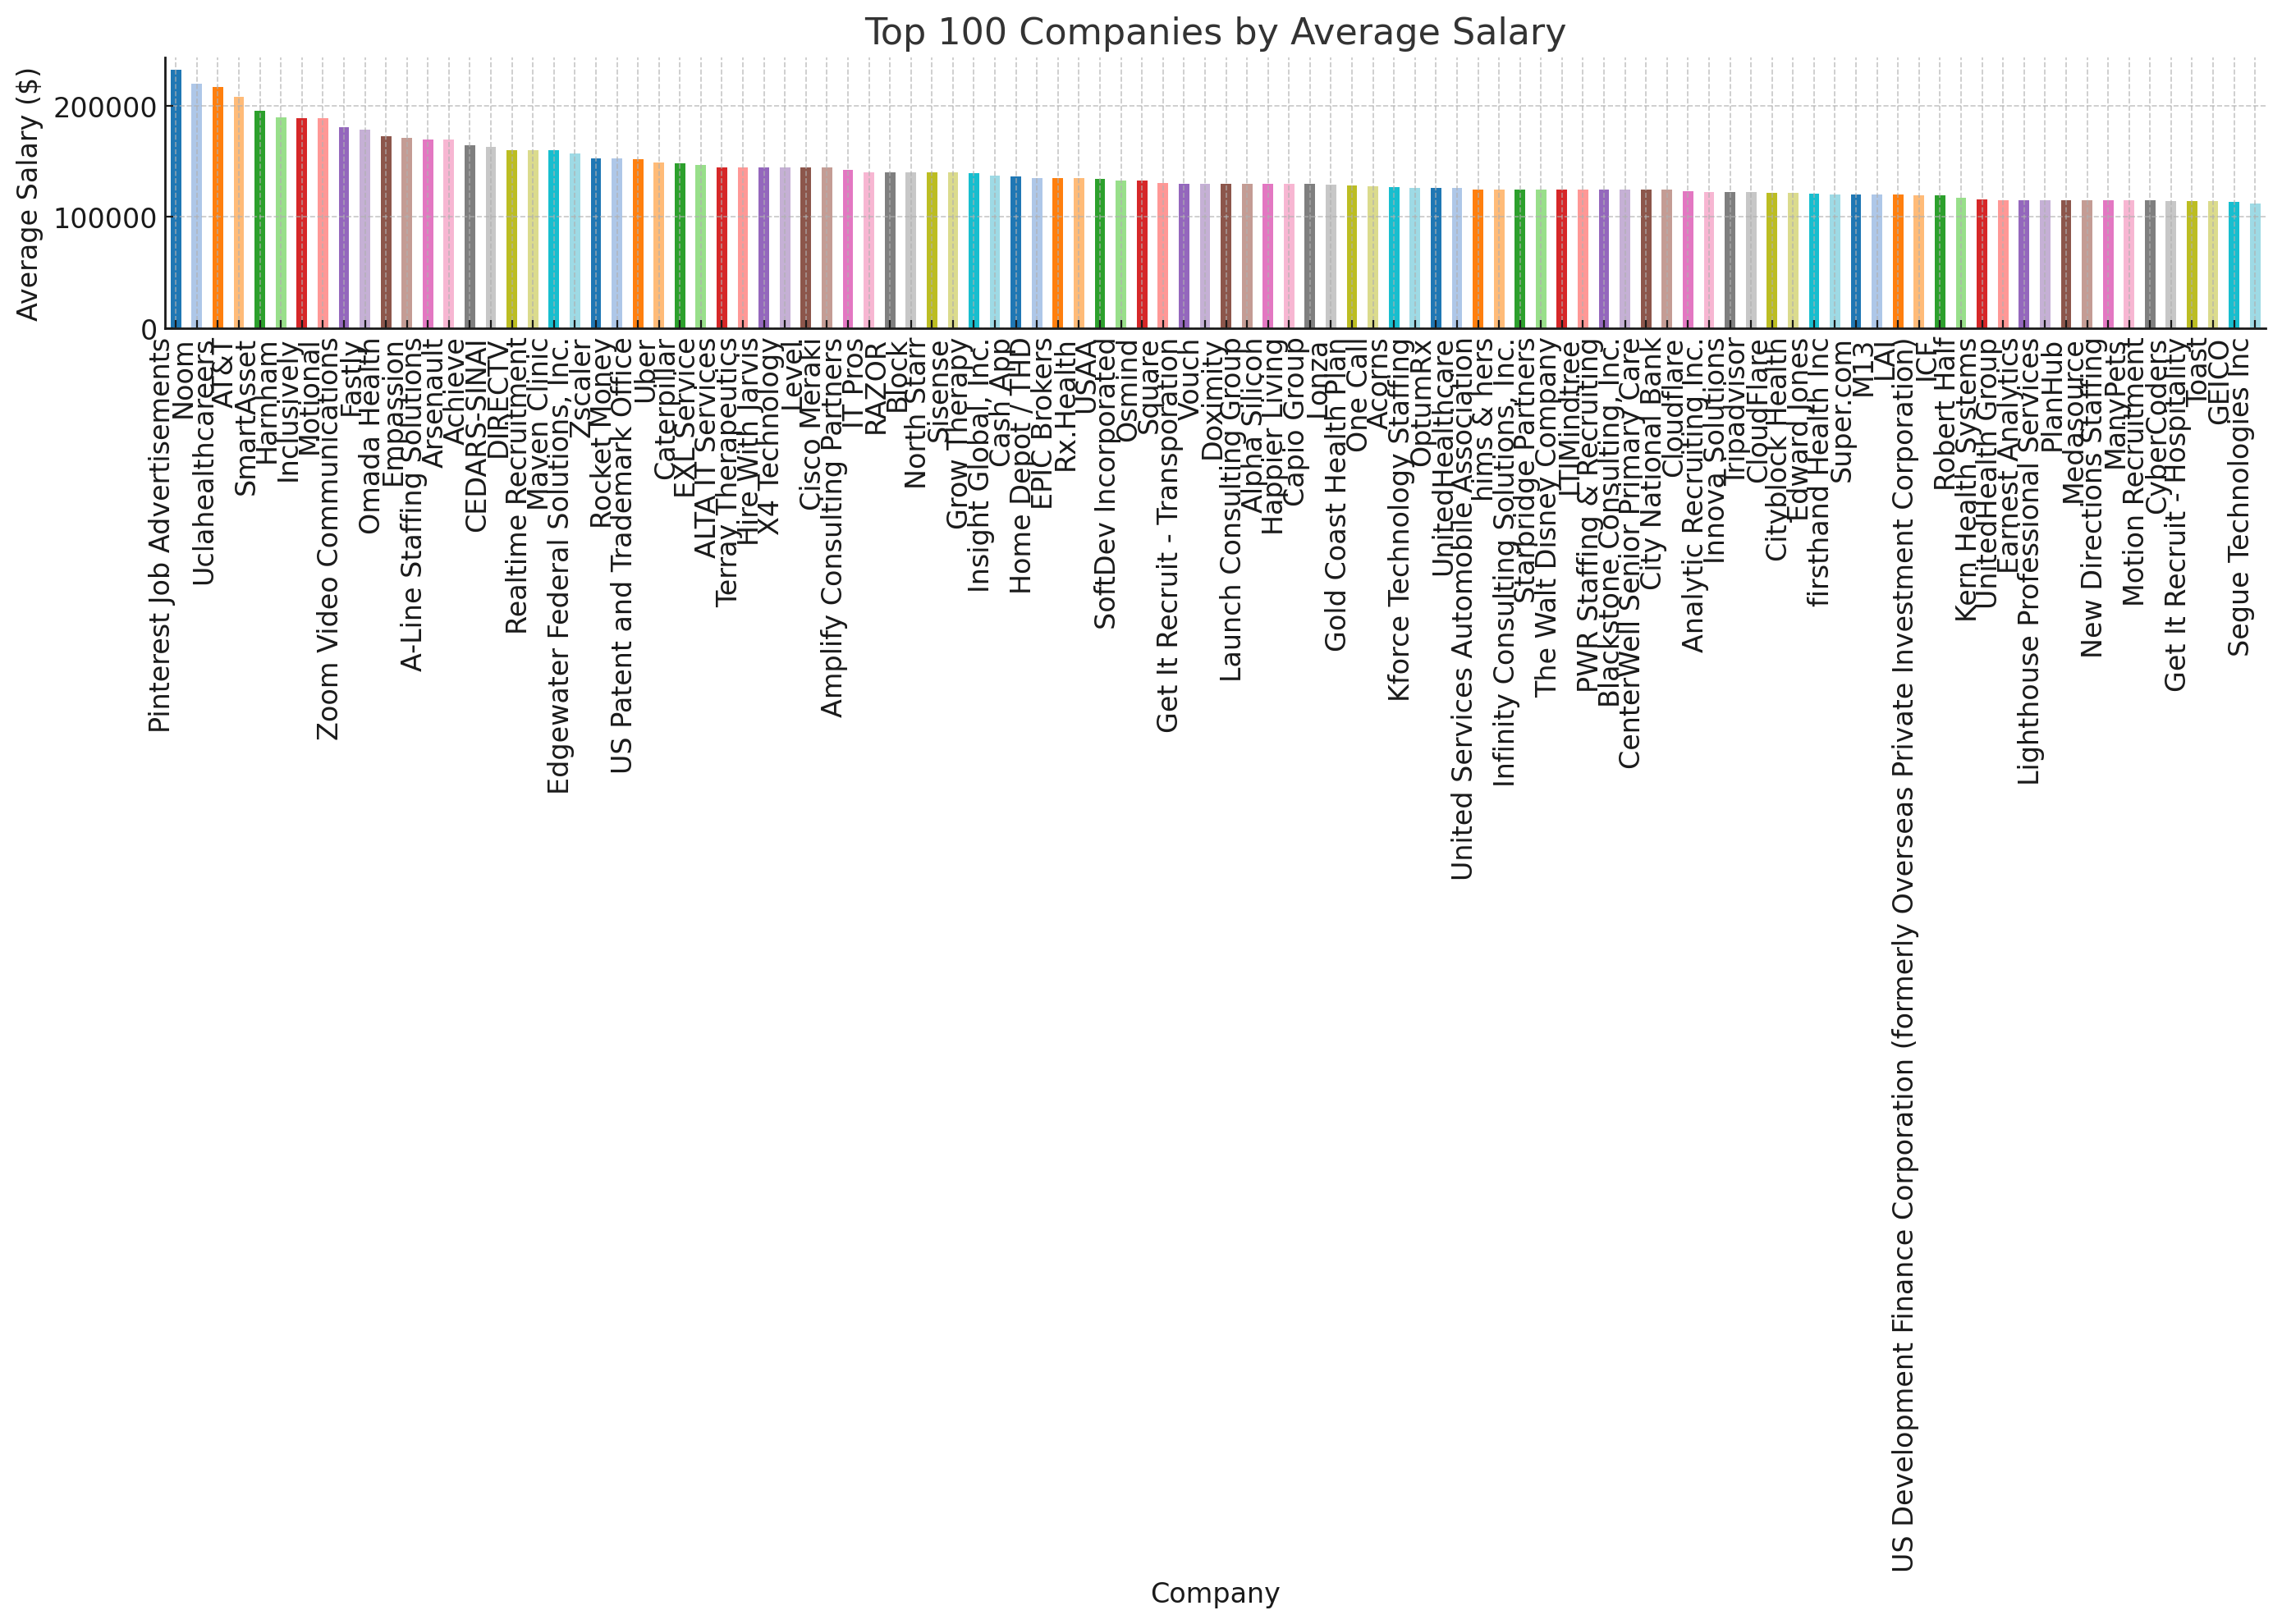 Top 100 Companies by Average Salary
Average Salary ($)
200000
100000
0
Pinterest Job Advertisements
Noom
Uclahealthcareers
AT&T
SmartAsset
Harnham
Inclusively
Motional
Zoom Video Communications
Fastly
Omada Health
Empassion
A-Line Staffing Solutions
Arsenault
Achieve
CEDARS-SINAI
DIRECTV
Realtime Recruitment
Maven Clinic
Edgewater Federal Solutions, Inc.
Zscaler
Rocket Money
US Patent and Trademark Office
Uber
Caterpillar
EXL Service
ALTA IT Services
Terray Therapeutics
Hire With Jarvis
X4 Technology
Level
Cisco Meraki
Amplify Consulting Partners
IT Pros
RAZOR
Block
North Starr
Sisense
Grow Therapy
Insight Global, Inc.
Cash App
Home Depot / THD
EPIC Brokers
Rx.Health
USAA
SoftDev Incorporated
Osmind
Square
Get It Recruit - Transporation
Vouch
Doximity
Launch Consulting Group
Alpha Silicon
Happier Living
Capio Group
Lonza
Gold Coast Health Plan
One Call
Acorns
Kforce Technology Staffing
OptumRx
UnitedHealthcare
United Services Automobile Association
hims & hers
Infinity Consulting Solutions, Inc.
Starbridge Partners
The Walt Disney Company
LTIMindtree
PWR Staffing & Recruiting
Blackstone Consulting, Inc.
CenterWell Senior Primary Care
City National Bank
Cloudflare
Analytic Recruiting Inc.
Innova Solutions
Tripadvisor
CloudFlare
Cityblock Health
Edward Jones
firsthand Health Inc
Super.com
M13
LAI
US Development Finance Corporation (formerly Overseas Private Investment Corporation)
ICF
Robert Half
Kern Health Systems
UnitedHealth Group
Earnest Analytics
Lighthouse Professional Services
PlanHub
Medasource
New Directions Staffing
ManyPets
Motion Recruitment
CyberCoders
Get It Recruit - Hospitality
Toast
GEICO
Segue Technologies Inc
Company